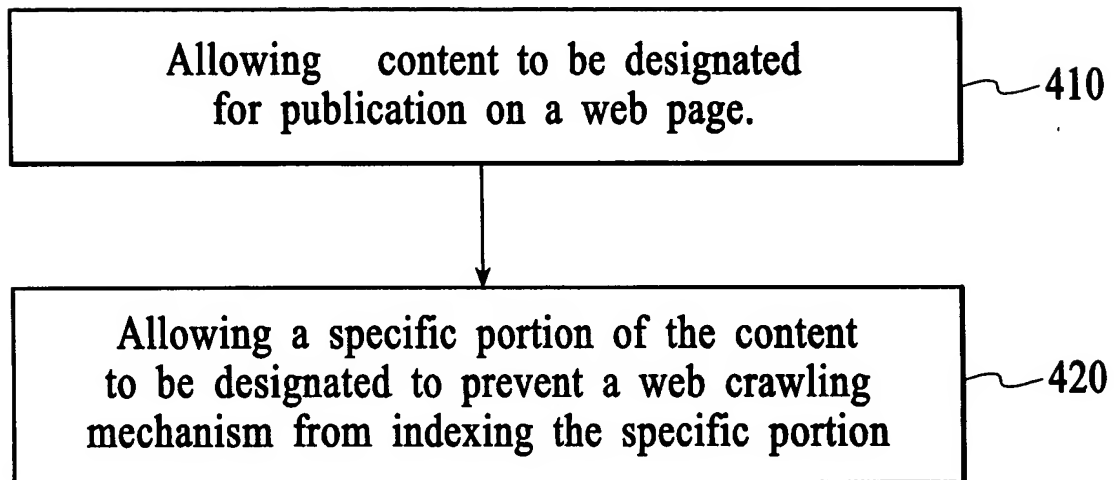 Allowing content to be designated
for publication on a web page.
410
Allowing a specific portion of the content
to be designated to prevent a web crawling
mechanism from indexing the specific portion
420